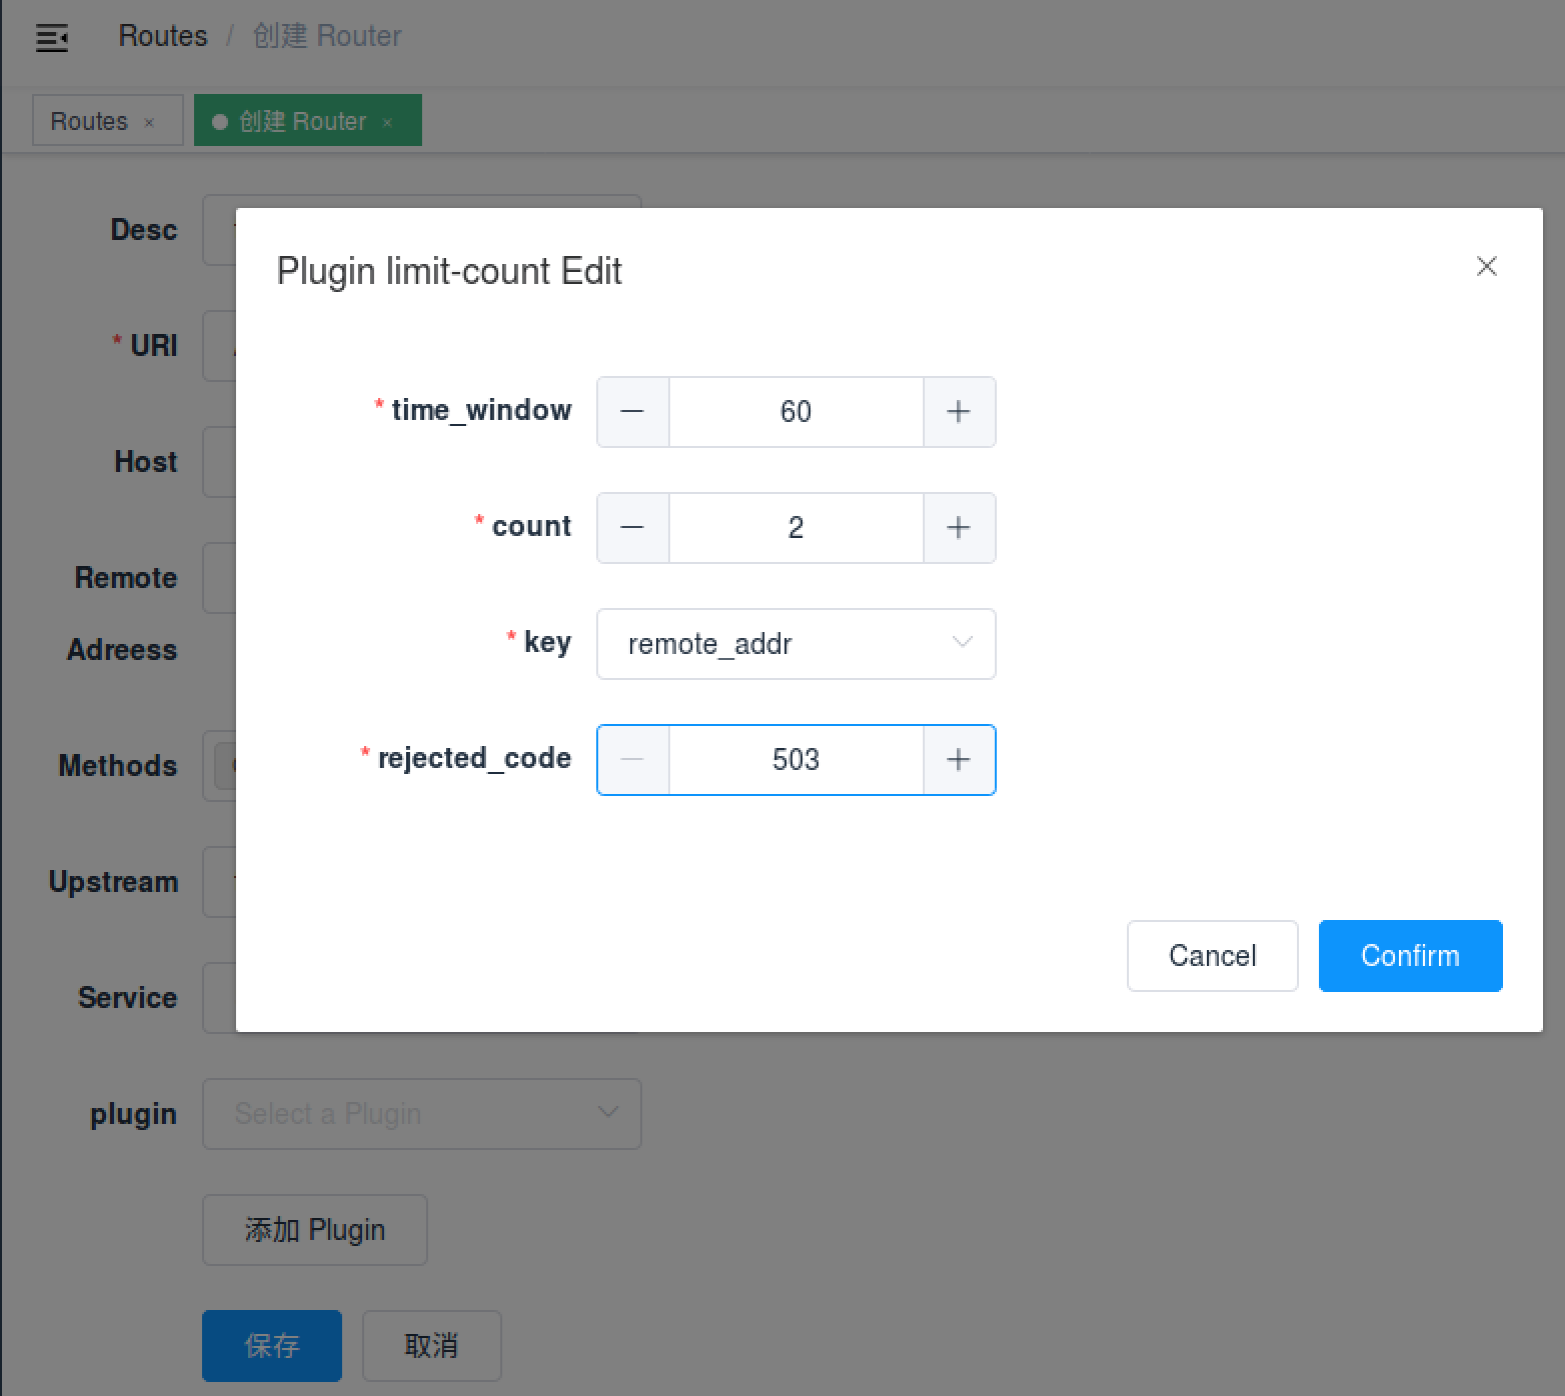 Routes / 创建 Router
Routes ×
创建 Router ×
Desc
* URI
Host
Remote
Adreess
Methods
Upstream
Service
plugin
Select a Plugin
添加 Plugin
保存
取消
Plugin limit-count Edit
* time_window
60
* count
2
* key
remote_addr
* rejected_code
503
Cancel
Confirm